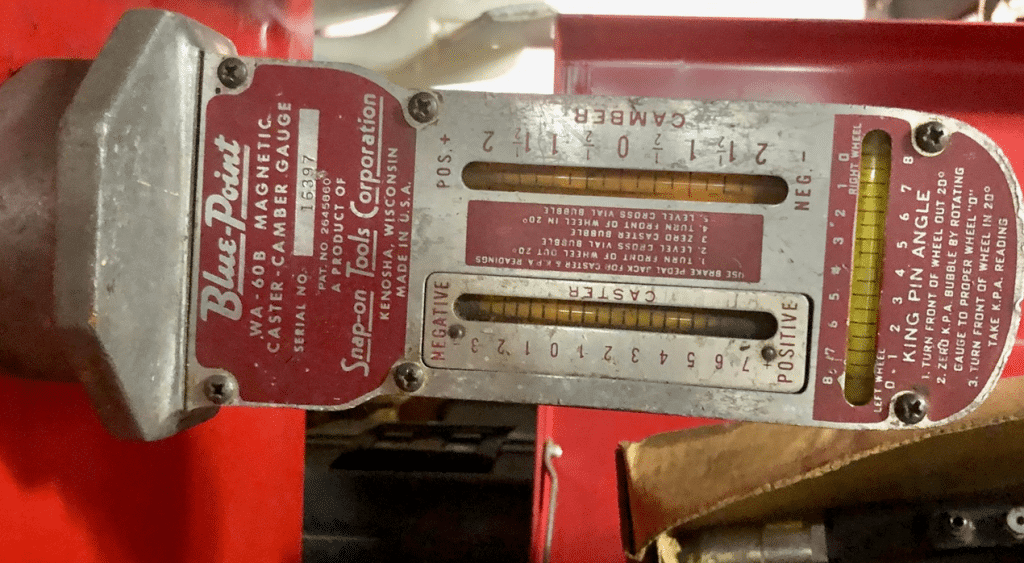 Blue-Point
WA-60B MAGNETIC
CASTER-CAMBER GAUGE
SERIAL NO. 16397
PAT. NO. 2645860
A PRODUCT OF
Snap-on Tools Corporation
KENOSHA, WISCONSIN
MADE IN U.S.A.
CAMBER
POS. + 2 1½ 1 ½ 0 ½ 1 1½ 2 - NEG.
USE BRAKE PEDAL JACK FOR CASTER & K.P.A. READINGS
1. TURN FRONT OF WHEEL OUT 20°
2. LEVEL CROSS VIAL BUBBLE
3. ZERO CASTER BUBBLE
4. TURN FRONT OF WHEEL IN 20°
5. LEVEL CROSS VIAL BUBBLE
CASTER
NEGATIVE
- 3 2 1 0 1 2 3 4 5 6 7 +
POSITIVE
RIGHT WHEEL
8 7 6 5 4 3 2 1 0
LEFT WHEEL
0 1 2 3 4 5 6 7 8
KING PIN ANGLE
1. TURN FRONT OF WHEEL OUT 20°
2. ZERO K.P.A. BUBBLE BY ROTATING
GAUGE TO PROPER WHEEL "0"
3. TURN FRONT OF WHEEL IN 20°
TAKE K.P.A. READING